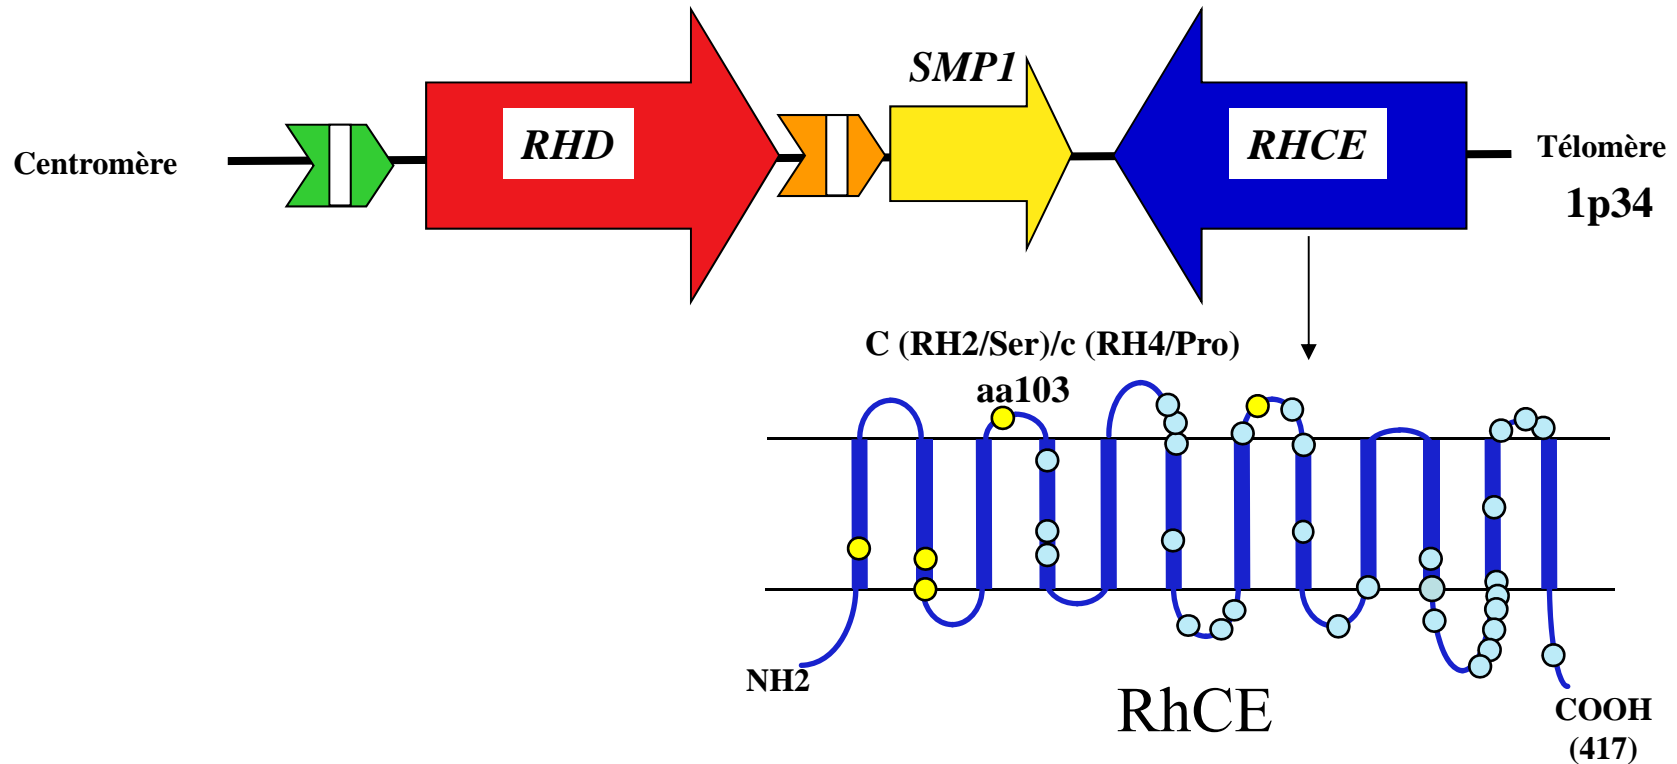 SMP1
RHD
RHCE
Centromère
Télomère
1p34
C (RH2/Ser)/c (RH4/Pro)
aa103
NH2
RhCE
COOH
(417)